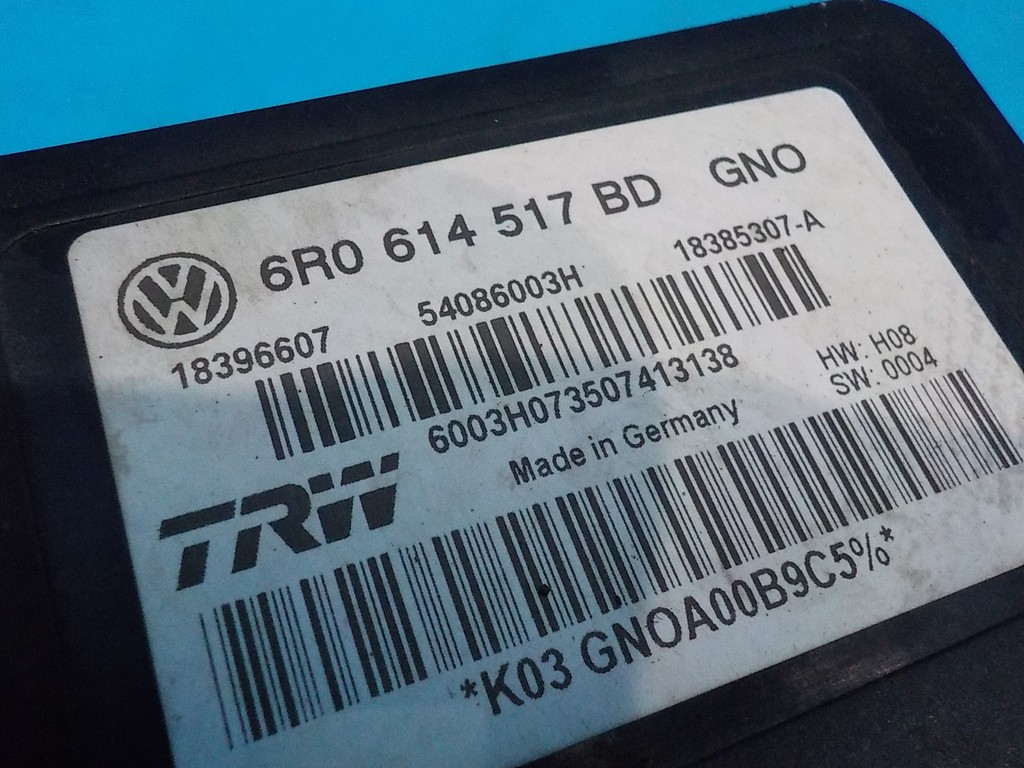 6R0 614 517 BD GNO
18396607 54086003H 18385307-A
6003H073507413138
HW: H08
SW: 0004
Made in Germany
TRW
*K03 GNOA00B9C5%*